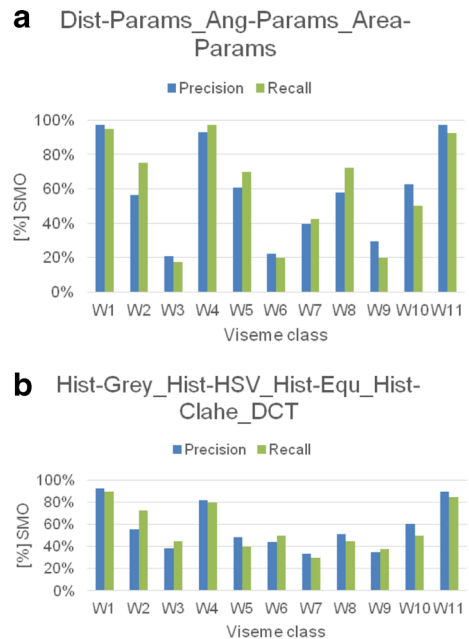 a
Dist-Params_Ang-Params_Area-
Params
Precision Recall
100%
80%
60%
40%
20%
0%
[%] SMO
W1 W2 W3 W4 W5 W6 W7 W8 W9 W10 W11
Viseme class
b
Hist-Grey_Hist-HSV_Hist-Equ_Hist-
Clahe_DCT
Precision Recall
100%
80%
60%
40%
20%
0%
[%] SMO
W1 W2 W3 W4 W5 W6 W7 W8 W9 W10 W11
Viseme class